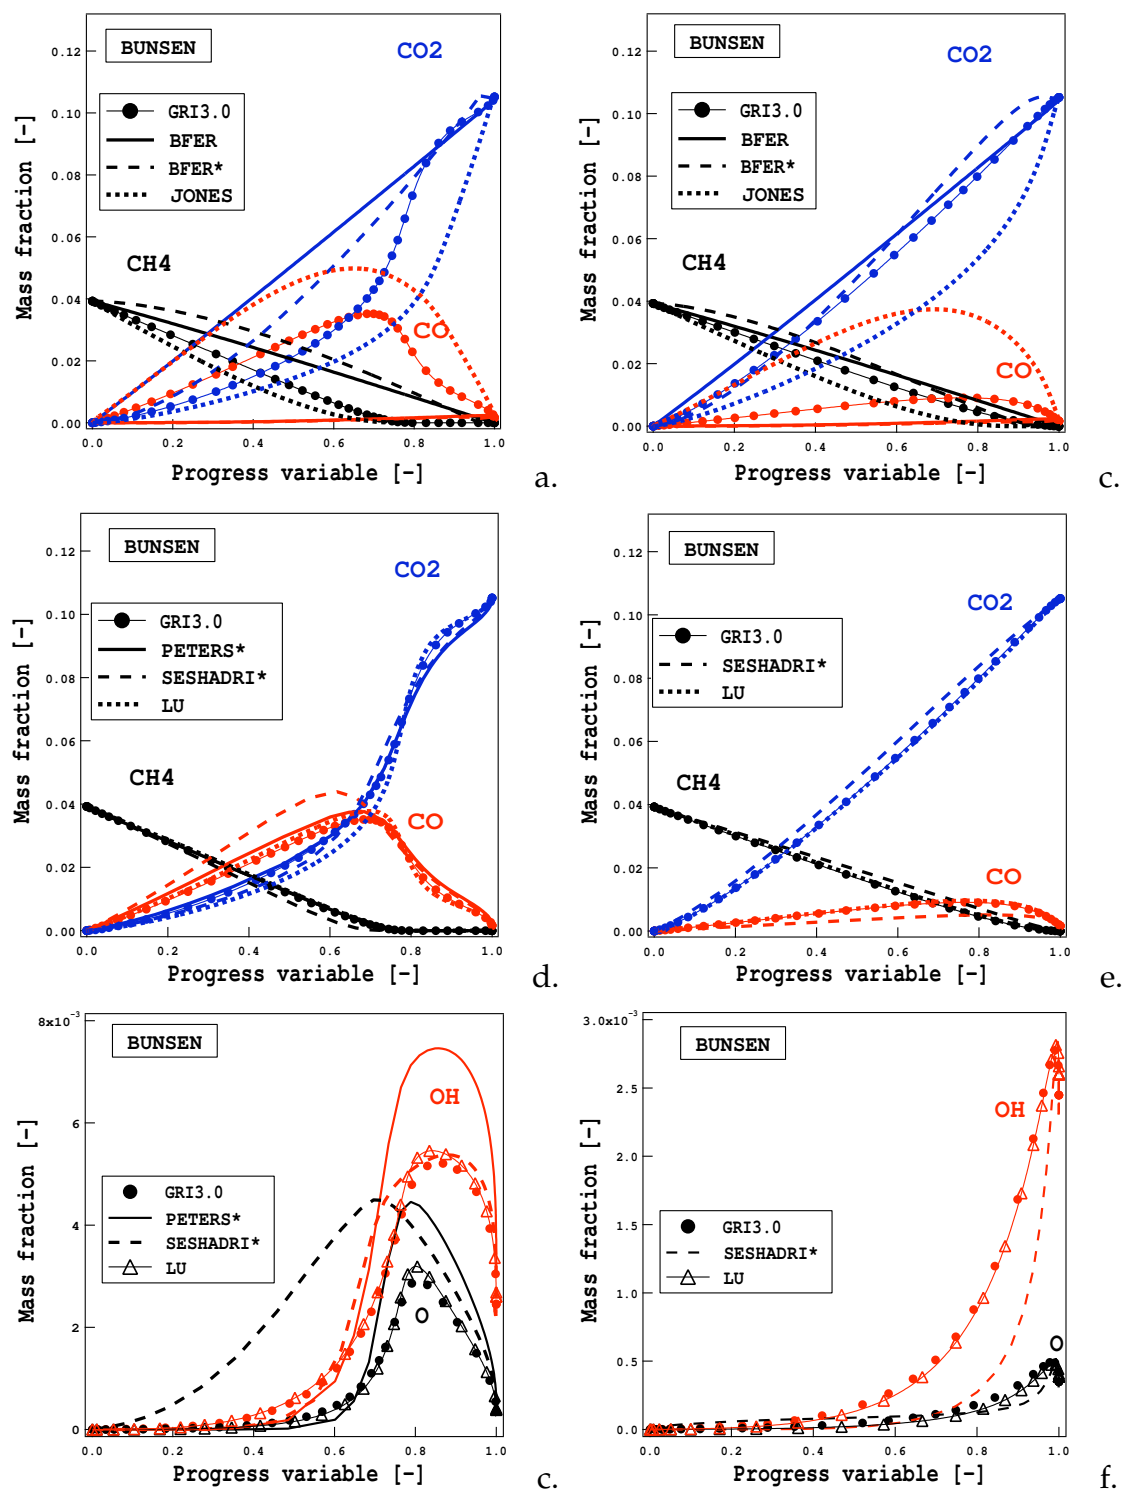 BUNSEN
CO2
GRI3.0
BFER
BFER*
JONES
CH4
CO
Mass fraction [-]
0.12
0.10
0.08
0.06
0.04
0.02
0.00
0.0 0.2 0.4 0.6 0.8 1.0
Progress variable [-]
a.
BUNSEN
CO2
GRI3.0
BFER
BFER*
JONES
CH4
CO
Mass fraction [-]
0.12
0.10
0.08
0.06
0.04
0.02
0.00
0.0 0.2 0.4 0.6 0.8 1.0
Progress variable [-]
c.
BUNSEN
CO2
GRI3.0
PETERS*
SESHADRI*
LU
CH4
CO
Mass fraction [-]
0.12
0.10
0.08
0.06
0.04
0.02
0.00
0.0 0.2 0.4 0.6 0.8 1.0
Progress variable [-]
d.
BUNSEN
CO2
GRI3.0
SESHADRI*
LU
CH4
CO
Mass fraction [-]
0.12
0.10
0.08
0.06
0.04
0.02
0.00
0.0 0.2 0.4 0.6 0.8 1.0
Progress variable [-]
e.
8x10⁻³
BUNSEN
OH
GRI3.0
PETERS*
SESHADRI*
LU
O
Mass fraction [-]
6
4
2
0
0.0 0.2 0.4 0.6 0.8 1.0
Progress variable [-]
c.
3.0x10⁻³
BUNSEN
OH
GRI3.0
SESHADRI*
LU
O
Mass fraction [-]
2.5
2.0
1.5
1.0
0.5
0.0
0.0 0.2 0.4 0.6 0.8 1.0
Progress variable [-]
f.